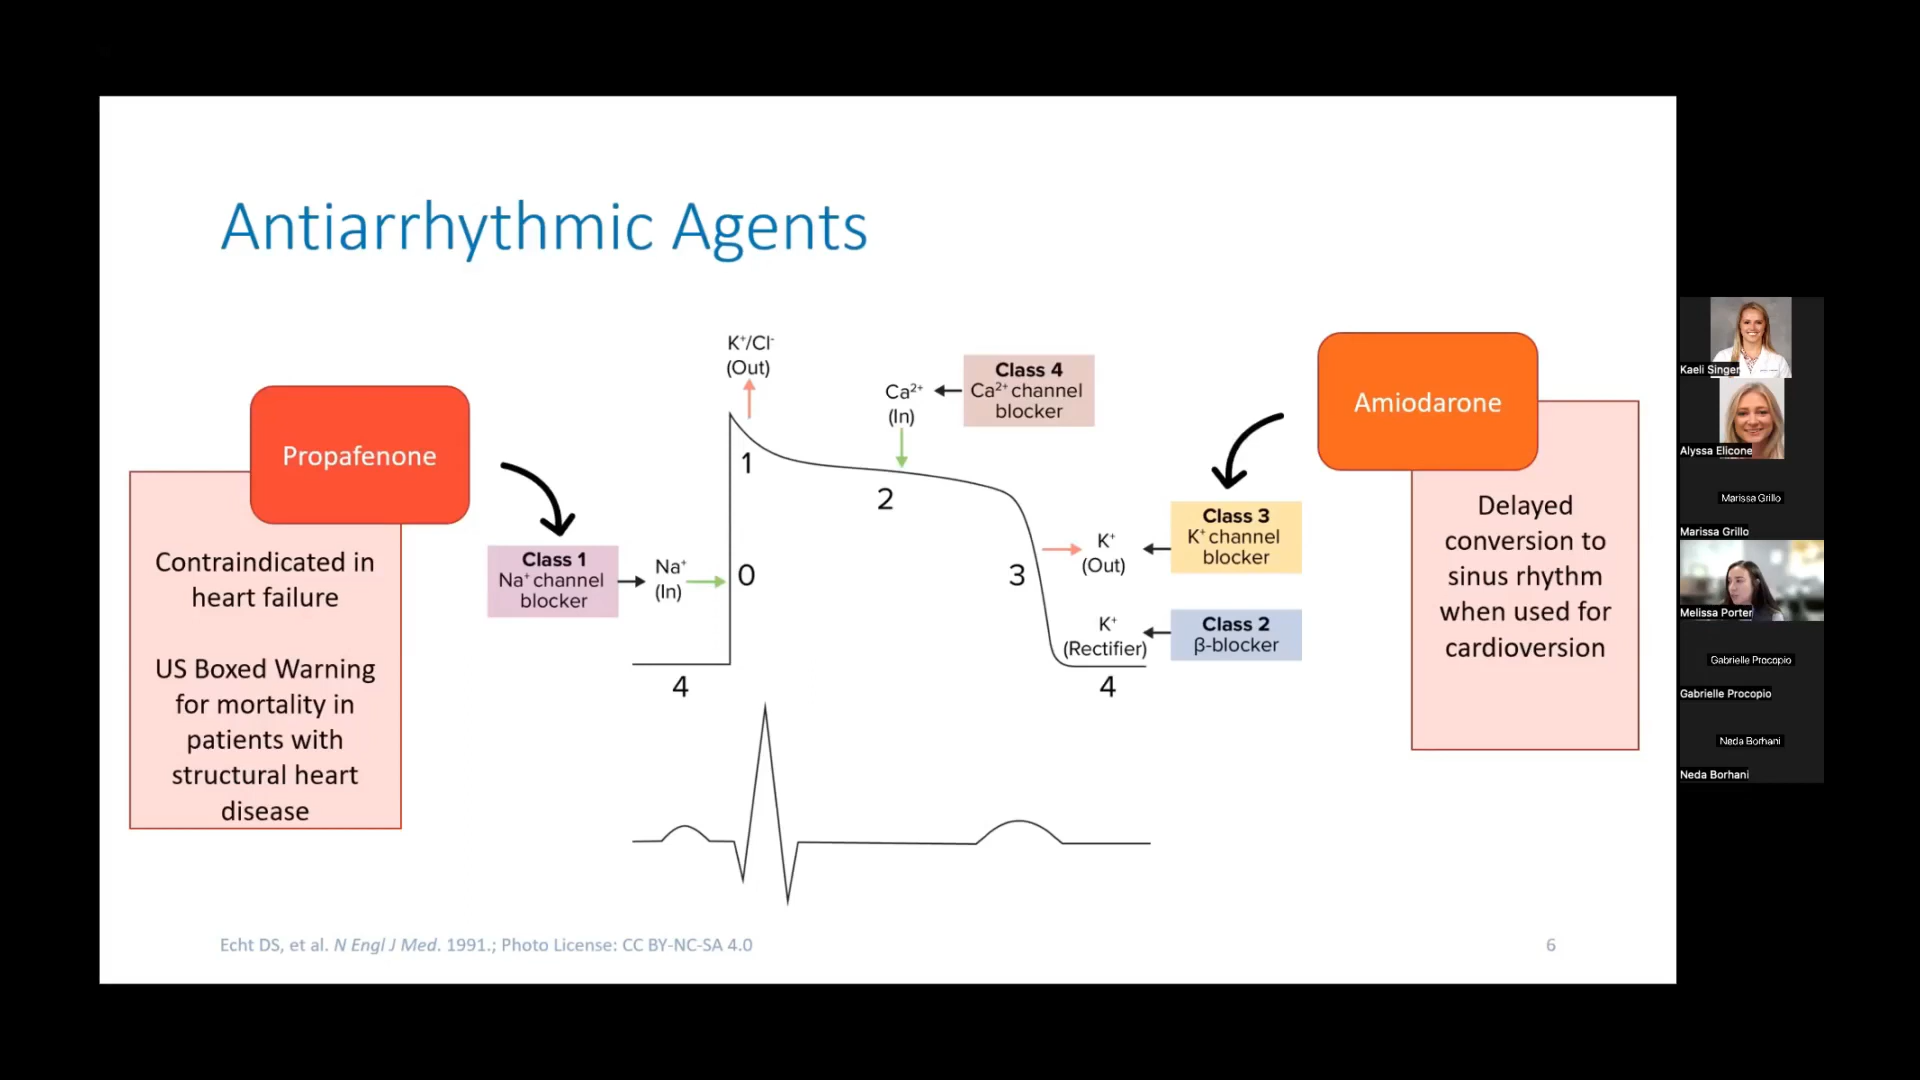 Antiarrhythmic Agents
Propafenone
Contraindicated in
heart failure
US Boxed Warning
for mortality in
patients with
structural heart
disease
Class 1
Na⁺ channel
blocker
Na⁺
(In)
K⁺/Cl⁻
(Out)
Ca²⁺
(In)
Class 4
Ca²⁺ channel
blocker
1
2
0
3
4
4
K⁺
(Out)
Class 3
K⁺ channel
blocker
K⁺
(Rectifier)
Class 2
β-blocker
Amiodarone
Delayed
conversion to
sinus rhythm
when used for
cardioversion
Echt DS, et al. N Engl J Med. 1991.; Photo License: CC BY-NC-SA 4.0
6
Kaeli Singer
Alyssa Elicone
Marissa Grillo
Marissa Grillo
Melissa Porter
Gabrielle Procopio
Gabrielle Procopio
Neda Borhani
Neda Borhani